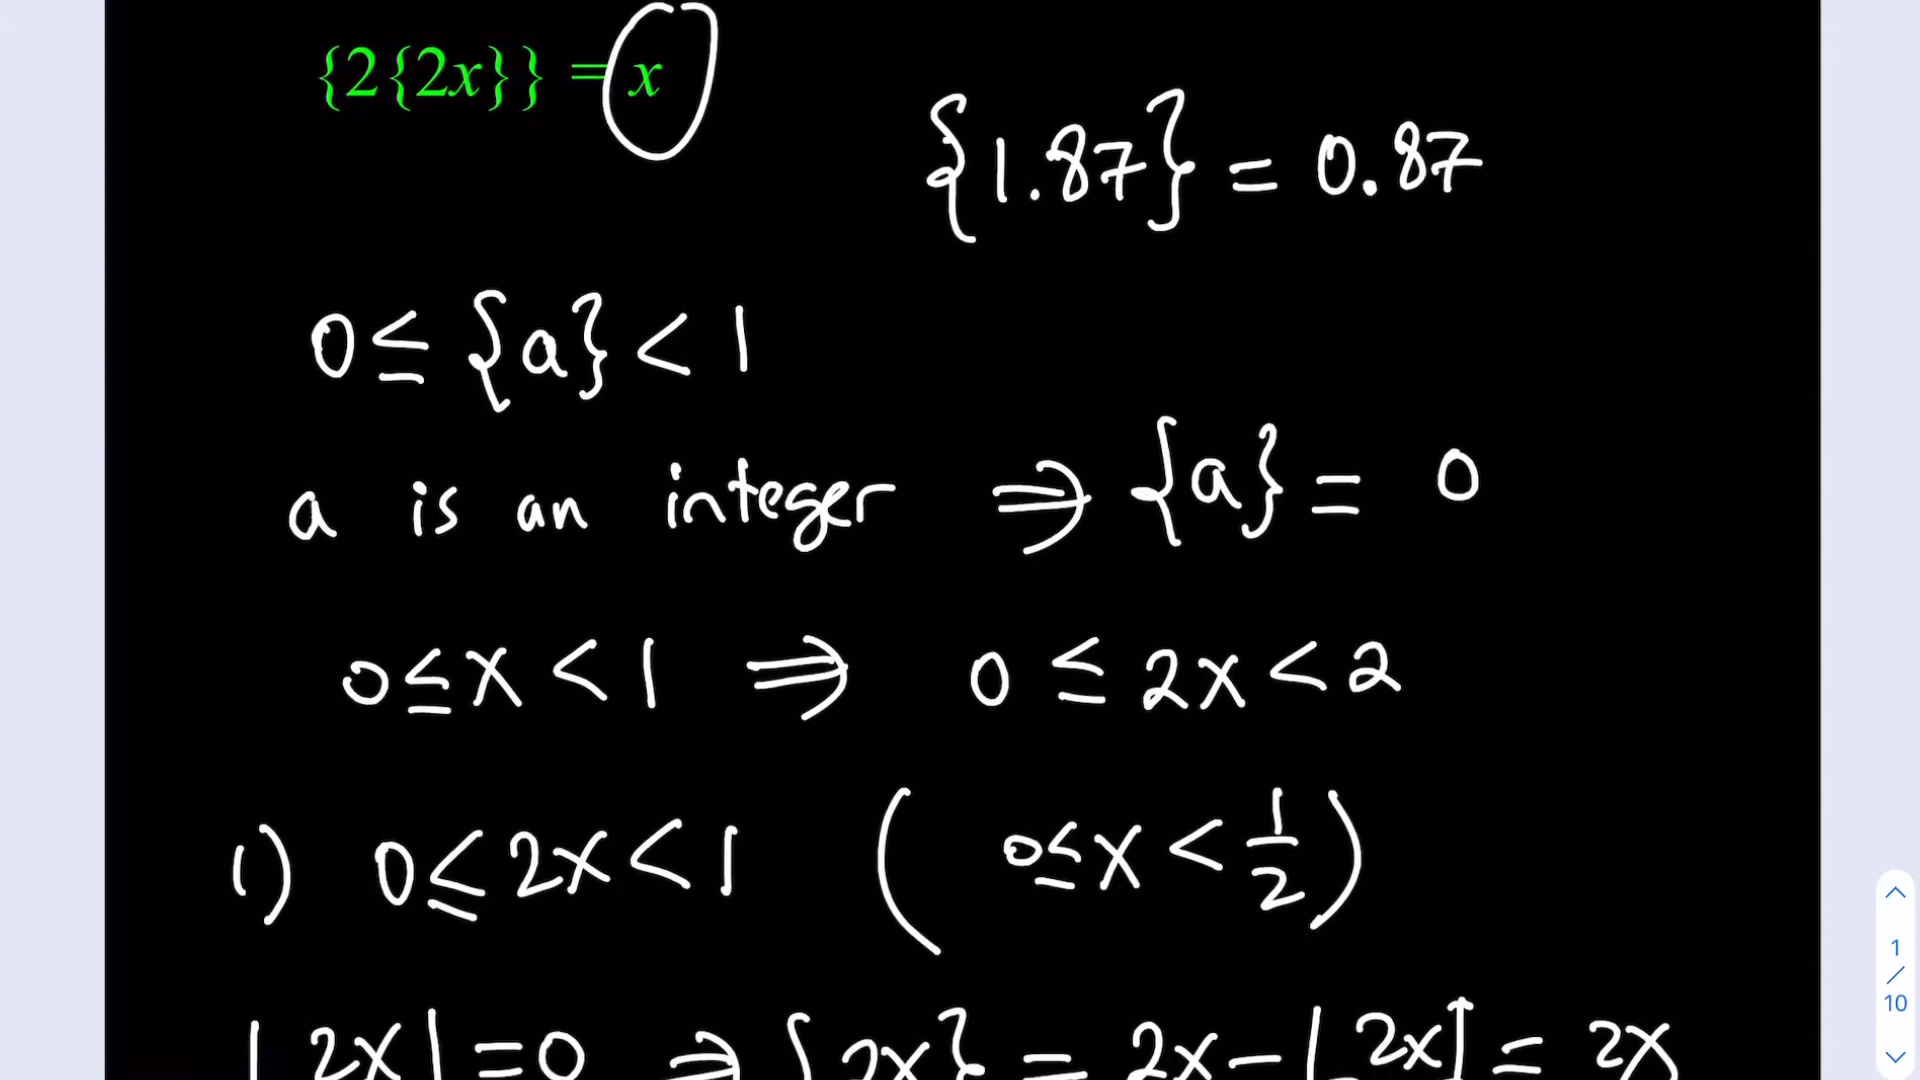 {2{2x}} = x
{1.87} = 0.87
0 ≤ {a} < 1
a is an integer ⇒ {a} = 0
0 ≤ x < 1 ⇒ 0 ≤ 2x < 2
1) 0 ≤ 2x < 1 ( 0 ≤ x < 1/2 )
⌊2x⌋ = 0 ⇒ {2x} = 2x - ⌊2x⌋ = 2x
1 / 10